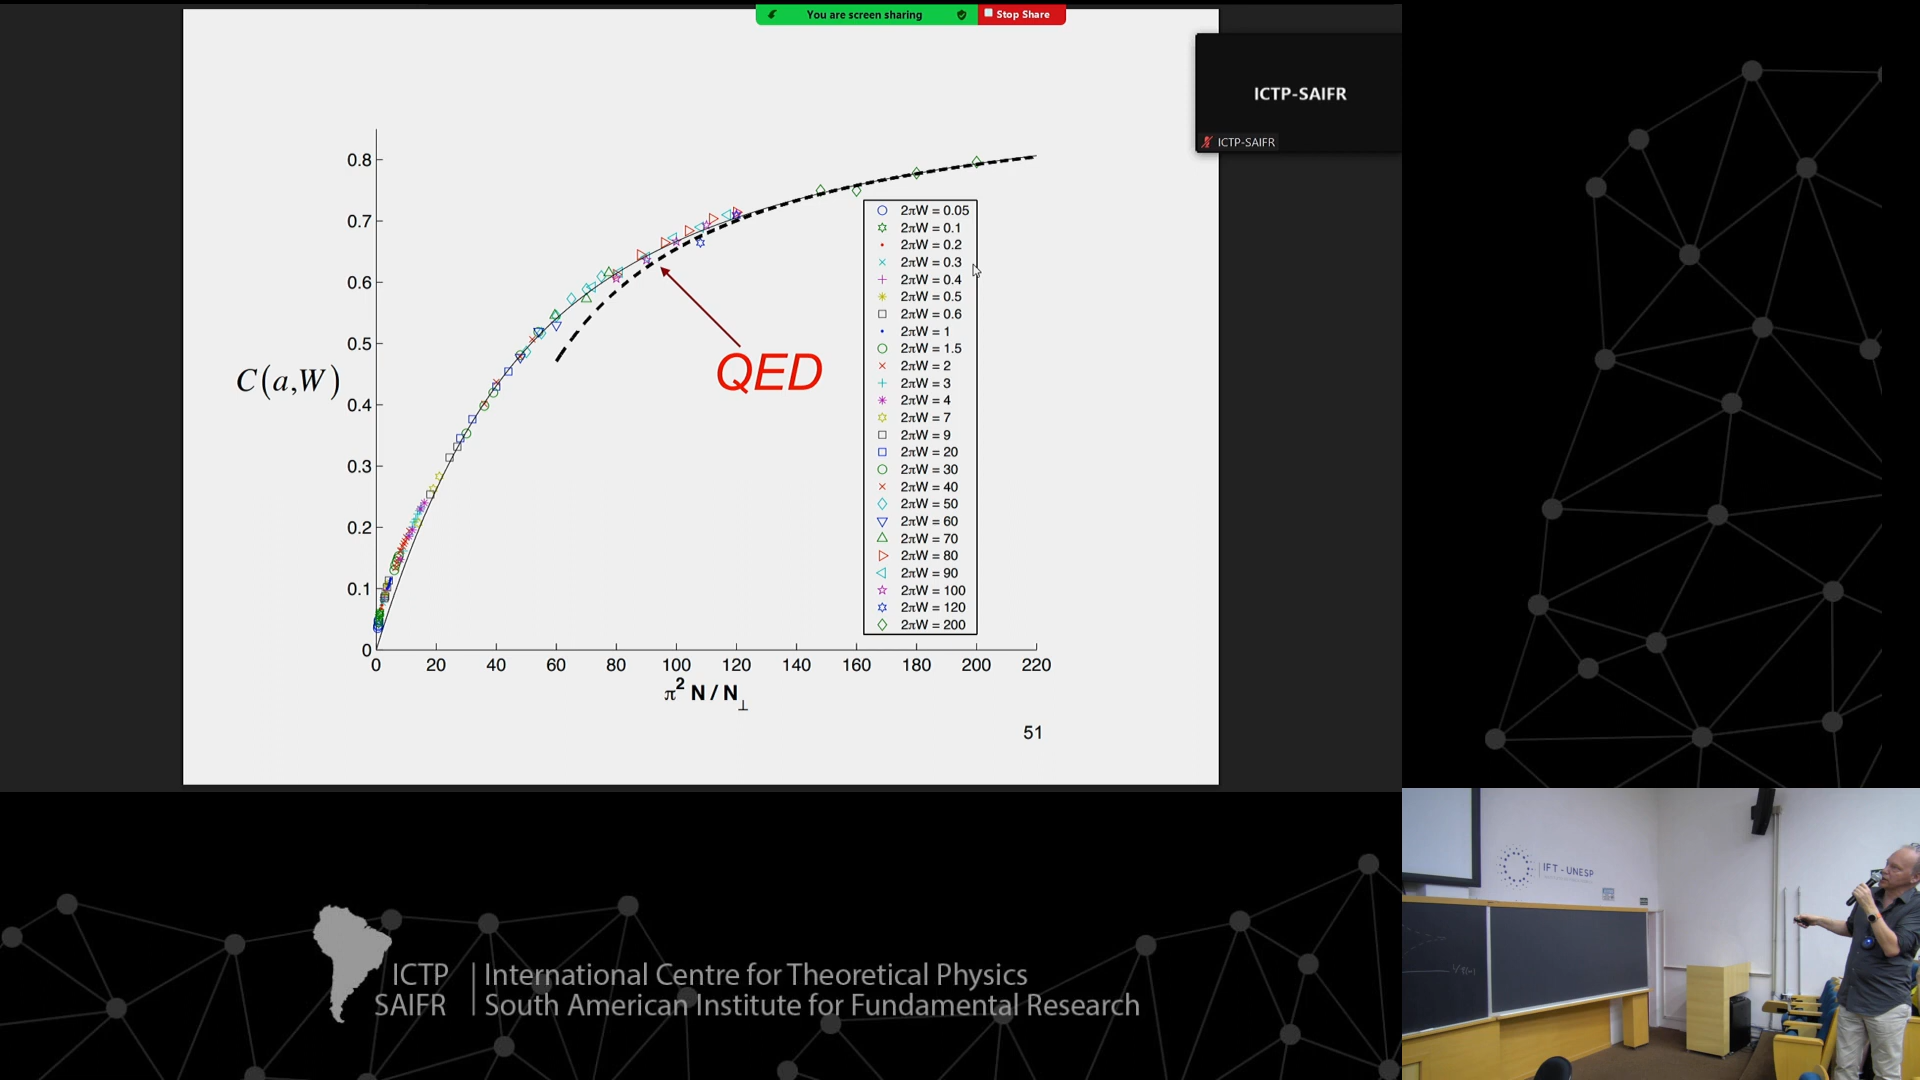 You are screen sharing
Stop Share
ICTP-SAIFR
ICTP-SAIFR
0.8
0.7
0.6
0.5
0.4
0.3
0.2
0.1
0
C(a,W)
0 20 40 60 80 100 120 140 160 180 200 220
π² N / N⊥
QED
2πW = 0.05
2πW = 0.1
2πW = 0.2
2πW = 0.3
2πW = 0.4
2πW = 0.5
2πW = 0.6
2πW = 1
2πW = 1.5
2πW = 2
2πW = 3
2πW = 4
2πW = 7
2πW = 9
2πW = 20
2πW = 30
2πW = 40
2πW = 50
2πW = 60
2πW = 70
2πW = 80
2πW = 90
2πW = 100
2πW = 120
2πW = 200
51
IFT - UNESP
ICTP
SAIFR
International Centre for Theoretical Physics
South American Institute for Fundamental Research